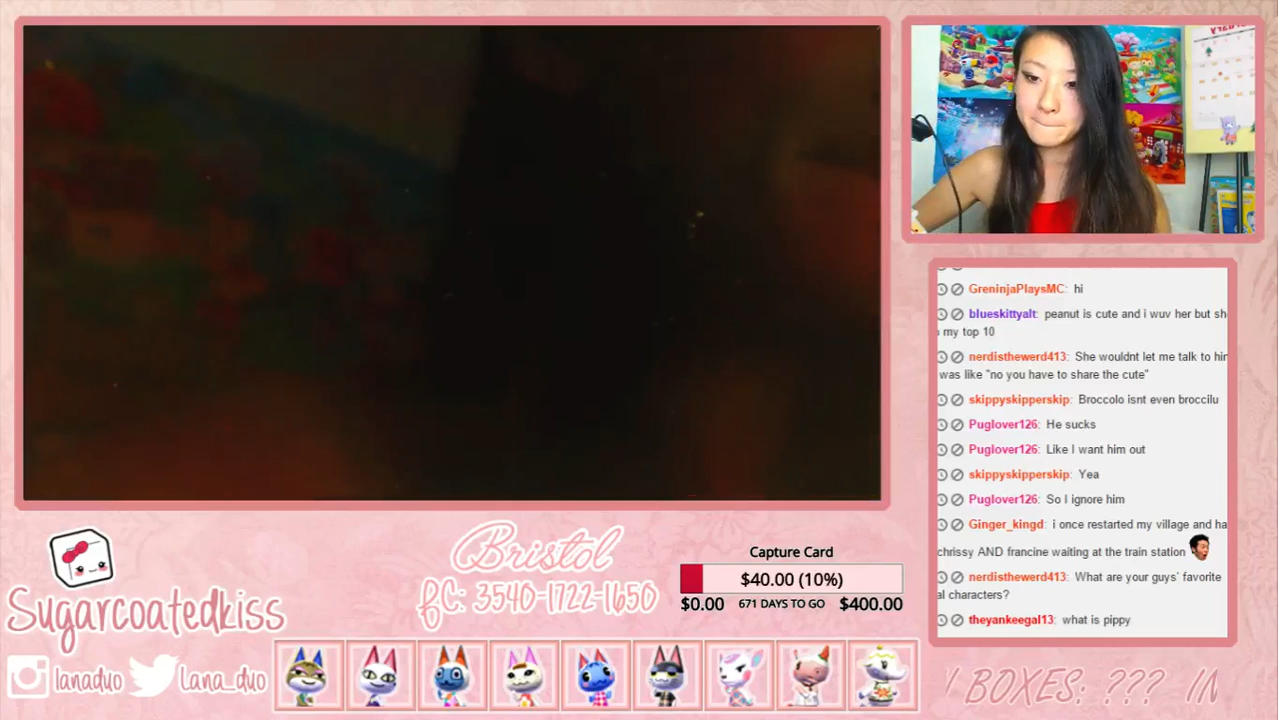 GreninjaPlaysMC: hi
blueskittyalt: peanut is cute and i wuv her but sh
my top 10
nerdisthewerd413: She wouldnt let me talk to him
was like "no you have to share the cute"
skippyskipperskip: Broccolo isnt even broccilu
Puglover126: He sucks
Puglover126: Like I want him out
skippyskipperskip: Yea
Puglover126: So I ignore him
Ginger_kingd: i once restarted my village and ha
chrissy AND francine waiting at the train station
nerdisthewerd413: What are your guys' favorite
al characters?
theyankeegal13: what is pippy
Sugarcoatedkiss
lanaduo
Lana_duo
Bristol
fC: 3540-1722-1650
Capture Card
$40.00 (10%)
$0.00 671 DAYS TO GO $400.00
Y BOXES: ??? IN